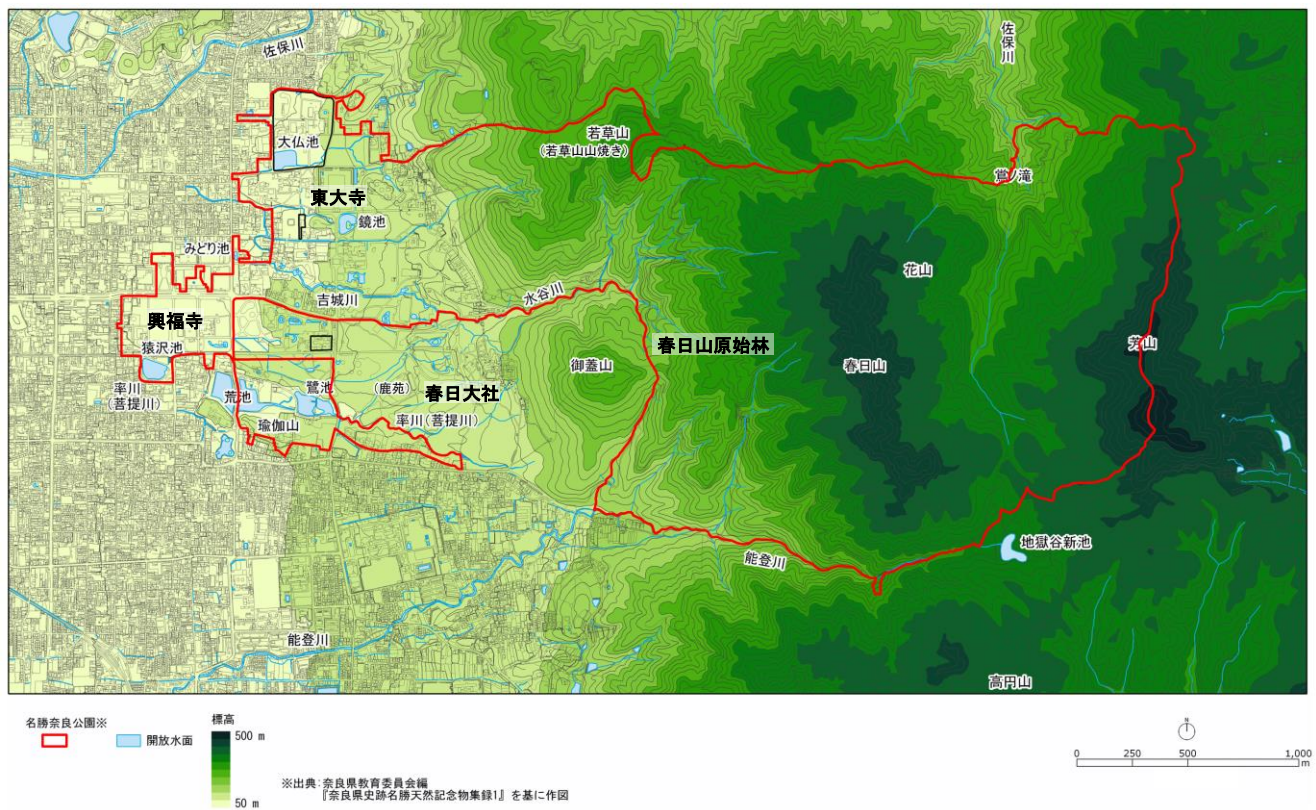 佐保川
佐保川
大仏池
若草山
(若草山山焼き)
鶯ノ滝
東大寺
鏡池
みどり池
花山
吉城川
水谷川
興福寺
春日山原始林
芳山
猿沢池
御蓋山
春日山
率川
(菩提川)
荒池
鷺池
(鹿苑)
春日大社
率川(菩提川)
瑜伽山
地獄谷新池
能登川
能登川
高円山
名勝奈良公園※
開放水面
標高
500 m
50 m
※出典:奈良県教育委員会編
『奈良県史跡名勝天然記念物集録1』を基に作図
N
0 250 500 1,000
m